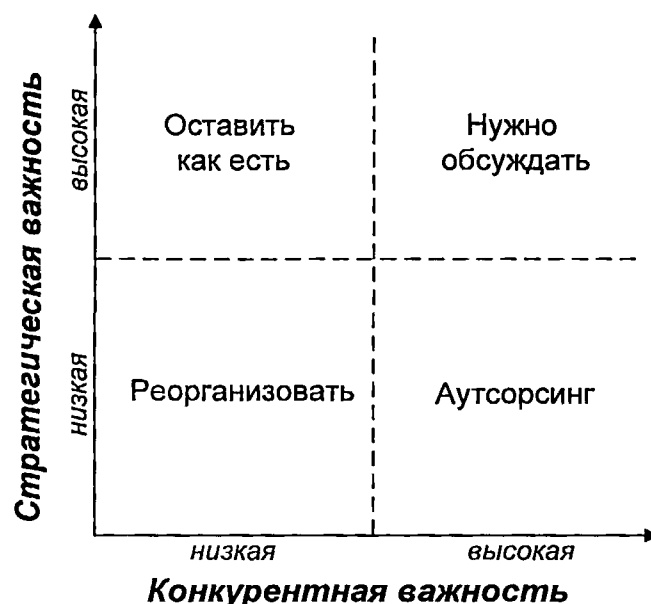 Стратегическая важность
высокая
низкая
Оставить
как есть
Нужно
обсуждать
Реорганизовать
Аутсорсинг
низкая
высокая
Конкурентная важность